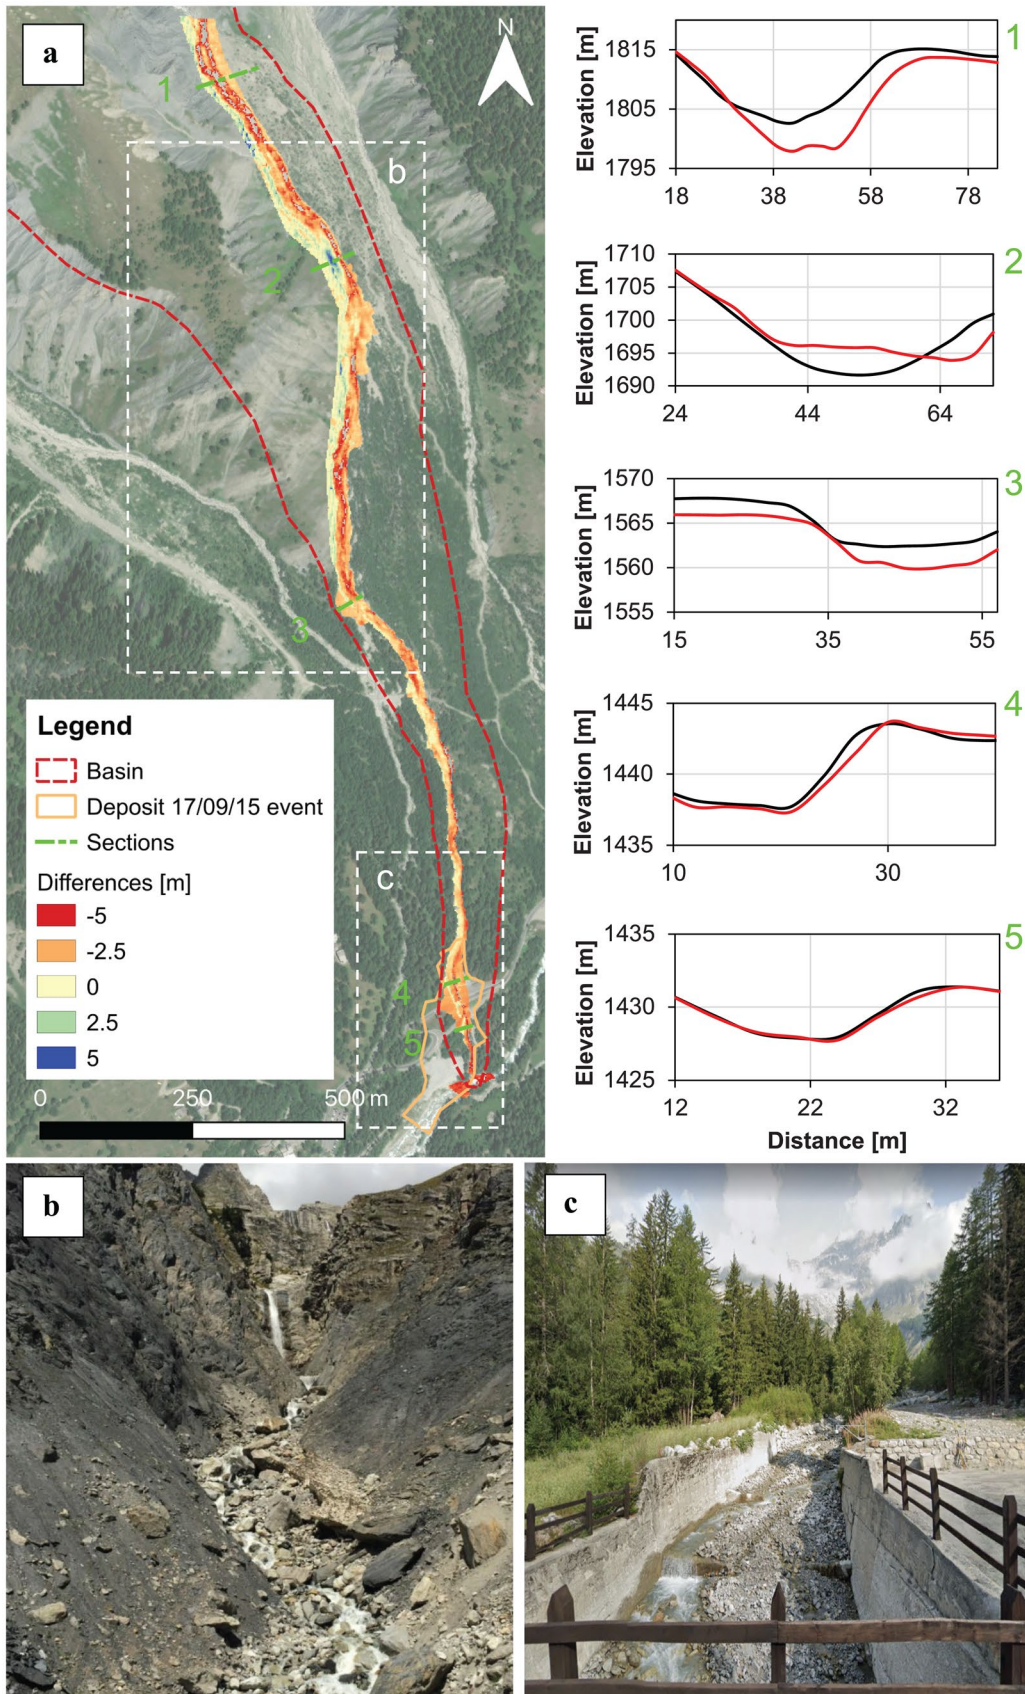 a
N
1
b
2
3
Legend
Basin
Deposit 17/09/15 event
Sections
Differences [m]
-5
-2.5
0
2.5
5
c
4
5
0 250 500 m
1
Elevation [m]
1815
1805
1795
18 38 58 78
2
Elevation [m]
1710
1705
1700
1695
1690
24 44 64
3
Elevation [m]
1570
1565
1560
1555
15 35 55
4
Elevation [m]
1445
1440
1435
10 30
5
Elevation [m]
1435
1430
1425
12 22 32
Distance [m]
b
c